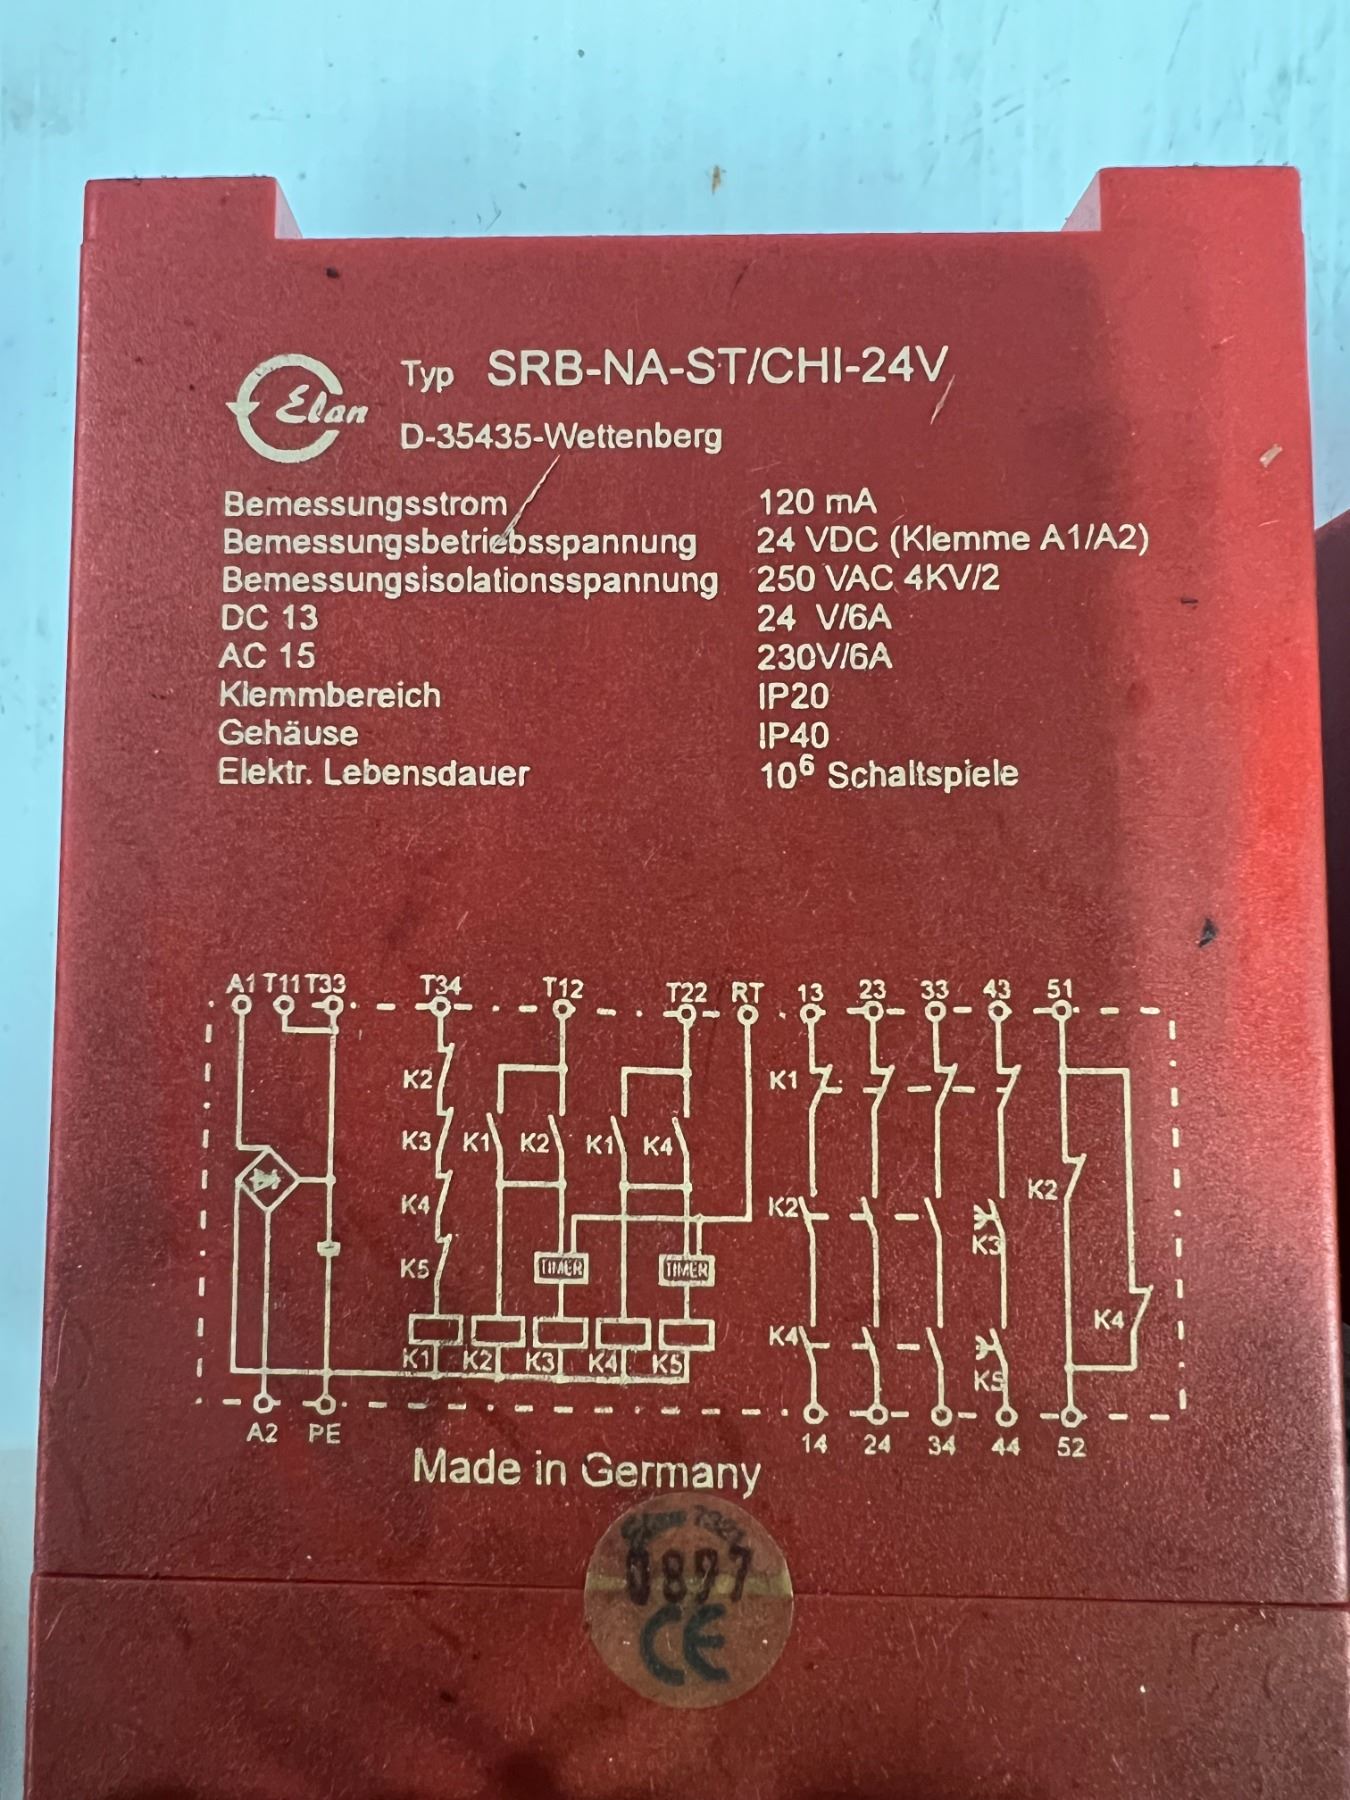 Elan
Typ SRB-NA-ST/CHI-24V
D-35435-Wettenberg
Bemessungsstrom 120 mA
Bemessungsbetriebsspannung 24 VDC (Klemme A1/A2)
Bemessungsisolationsspannung 250 VAC 4KV/2
DC 13 24 V/6A
AC 15 230V/6A
Klemmbereich IP20
Gehäuse IP40
Elektr. Lebensdauer 10⁶ Schaltspiele
A1 T11 T33 T34 T12 T22 RT 13 23 33 43 51
K2 K1
K3 K1 K2 K1 K4
K4 K2 K3 K2
K5 TIMER TIMER
K4 K5 K4
K1 K2 K3 K4 K5
A2 PE 14 24 34 44 52
Made in Germany
0897
CE